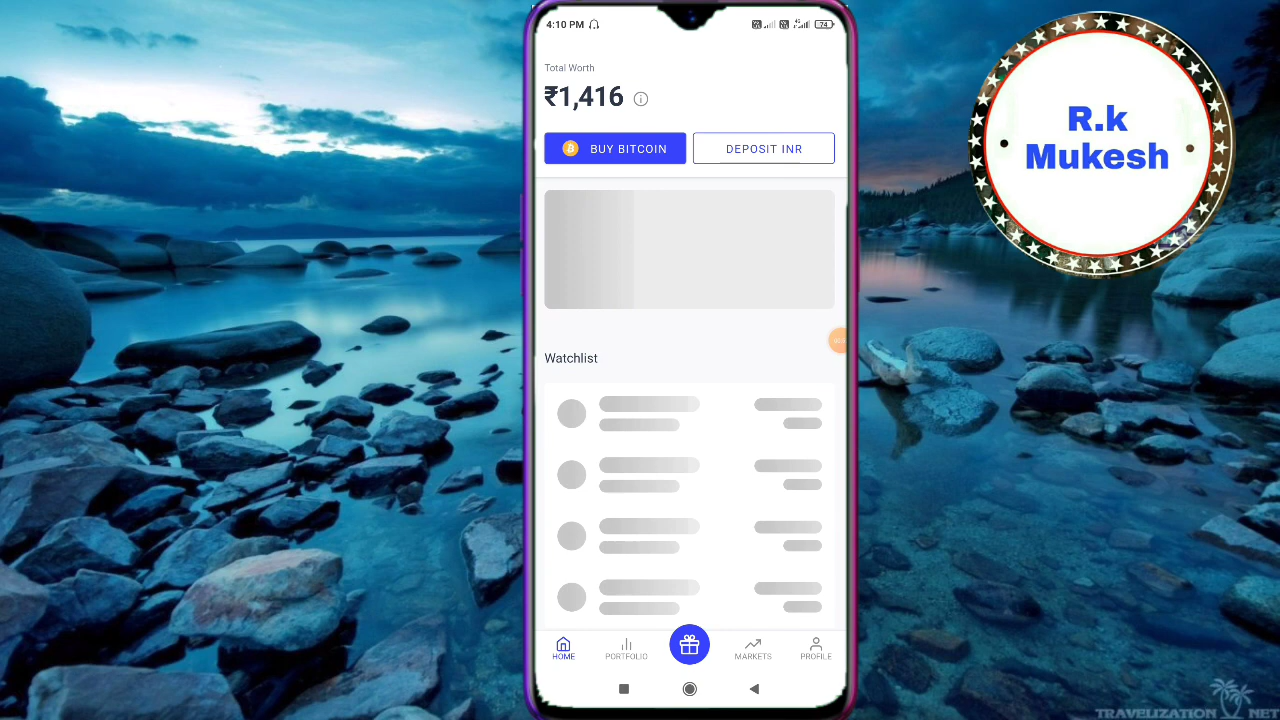 4:10 PM
74
Total Worth
₹1,416
BUY BITCOIN
DEPOSIT INR
Watchlist
HOME
PORTFOLIO
MARKETS
PROFILE
R.k
Mukesh
TRAVELIZATION NET